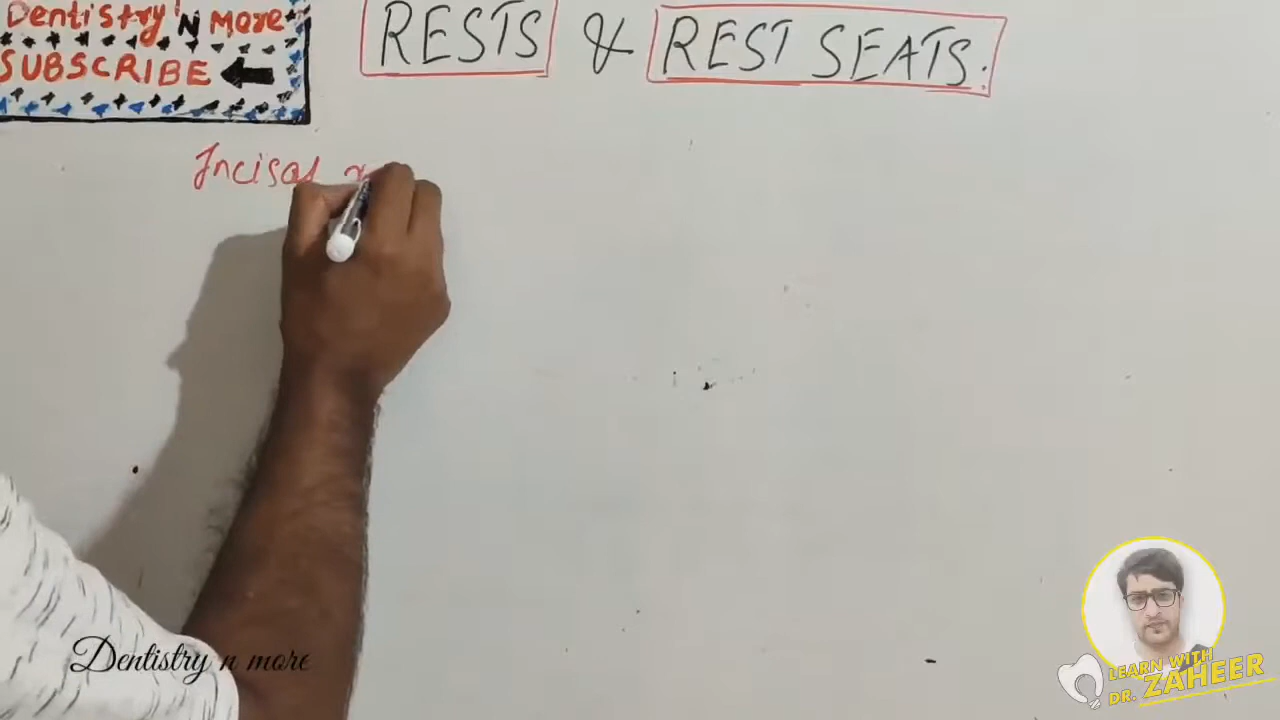 Dentistry 'N more
SUBSCRIBE
RESTS & REST SEATS.
Incisal r
Dentistry n more
LEARN WITH
DR. ZAHEER